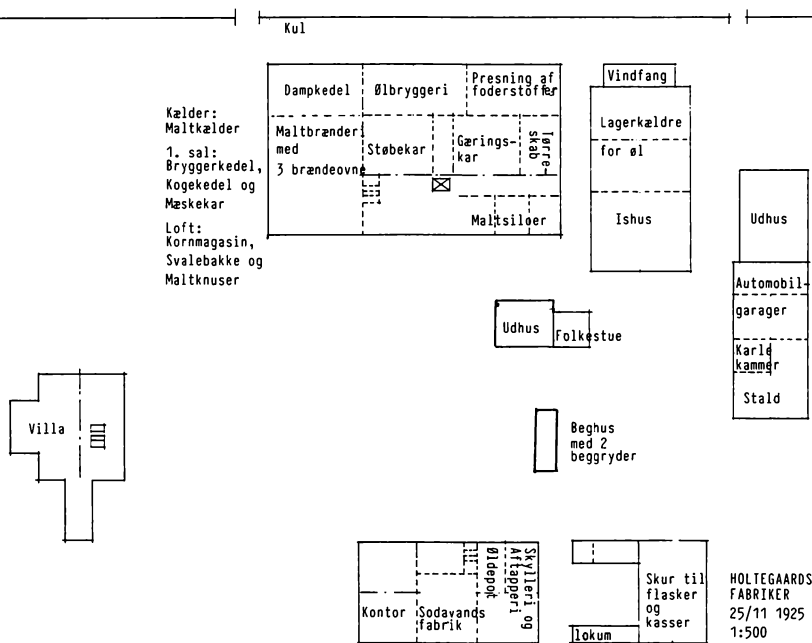 Kul
Dampkedel
Ølbryggeri
Presning af
foderstoffer
Maltbrænderi
med
3 brændeovne
Støbekar
Gærings-
kar
Tørre-
skab
Maltsiloer
Kælder:
Maltkælder
1. sal:
Bryggerkedel,
Kogekedel og
Mæskekar
Loft:
Kornmagasin,
Svalebakke og
Maltknuser
Vindfang
Lagerkældre
for øl
Ishus
Udhus
Automobil-
garager
Karle
kammer
Stald
Udhus
Folkestue
Villa
Beghus
med 2
beggryder
Kontor
Sodavands
fabrik
Skylleri og
Aftapperi
Øldepot
Skur til
flasker
og
kasser
lokum
HOLTEGAARDS
FABRIKER
25/11 1925
1:500